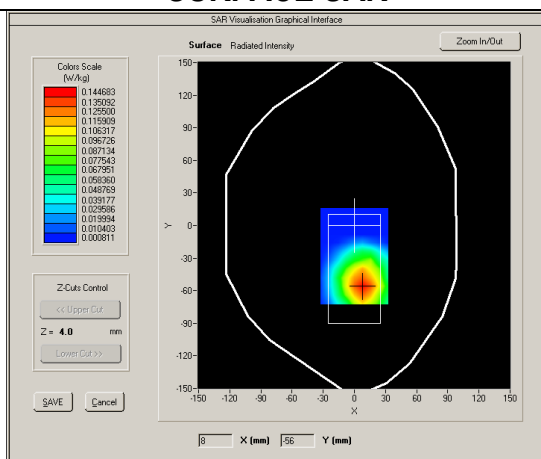 SAR Visualisation Graphical Interface
Surface Radiated Intensity
Zoom In/Out
Colors Scale
(W/kg)
0.144683
0.135092
0.125500
0.115909
0.106317
0.096726
0.087134
0.077543
0.067951
0.058360
0.048769
0.039177
0.029586
0.019994
0.010403
0.000811
150-
120-
90-
60-
30-
0-
-30-
-60-
-90-
-120-
-150-
Y
-150 -120 -90 -60 -30 0 30 60 90 120 150
X
Z-Cuts Control
<< Upper Cut
Z = 4.0 mm
Lower Cut >>
SAVE Cancel
8 X (mm) -56 Y (mm)